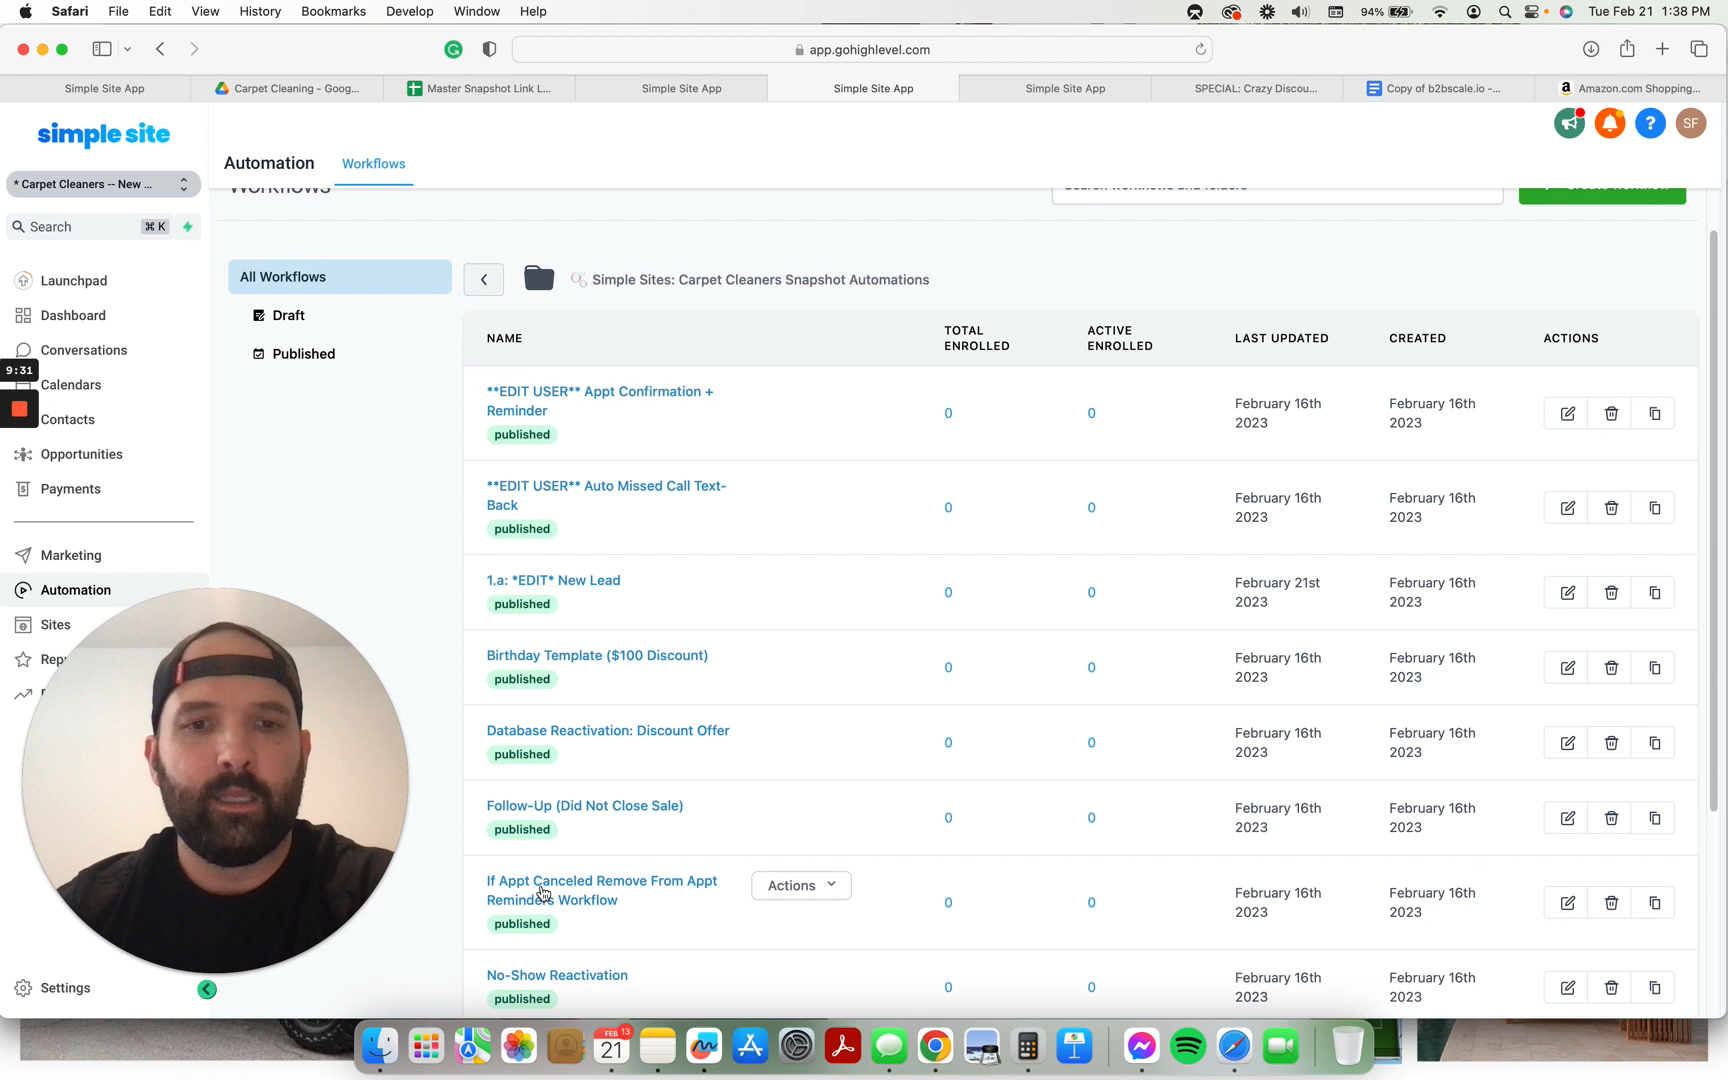 Safari File Edit View History Bookmarks Develop Window Help
94% Tue Feb 21 1:38 PM
app.gohighlevel.com
Simple Site App
Carpet Cleaning - Goog...
Master Snapshot Link L...
Simple Site App
Simple Site App
Simple Site App
SPECIAL: Crazy Discou...
Copy of b2bscale.io -...
Amazon.com Shopping...
simple site
SF
Automation Workflows
* Carpet Cleaners -- New ...
Workflows
Search ⌘ K
All Workflows
Draft
Published
Simple Sites: Carpet Cleaners Snapshot Automations
Launchpad
Dashboard
Conversations
9:31
Calendars
Contacts
Opportunities
Payments
Marketing
Automation
Sites
Settings
NAME
TOTAL ENROLLED
ACTIVE ENROLLED
LAST UPDATED
CREATED
ACTIONS
**EDIT USER** Appt Confirmation +
Reminder
published
0 0
February 16th
2023
February 16th
2023
**EDIT USER** Auto Missed Call Text-
Back
published
0 0
February 16th
2023
February 16th
2023
1.a: *EDIT* New Lead
published
0 0
February 21st
2023
February 16th
2023
Birthday Template ($100 Discount)
published
0 0
February 16th
2023
February 16th
2023
Database Reactivation: Discount Offer
published
0 0
February 16th
2023
February 16th
2023
Follow-Up (Did Not Close Sale)
published
0 0
February 16th
2023
February 16th
2023
If Appt Canceled Remove From Appt
Reminders Workflow
published
Actions
0 0
February 16th
2023
February 16th
2023
No-Show Reactivation
published
0 0
February 16th
2023
February 16th
2023
FEB 13
21